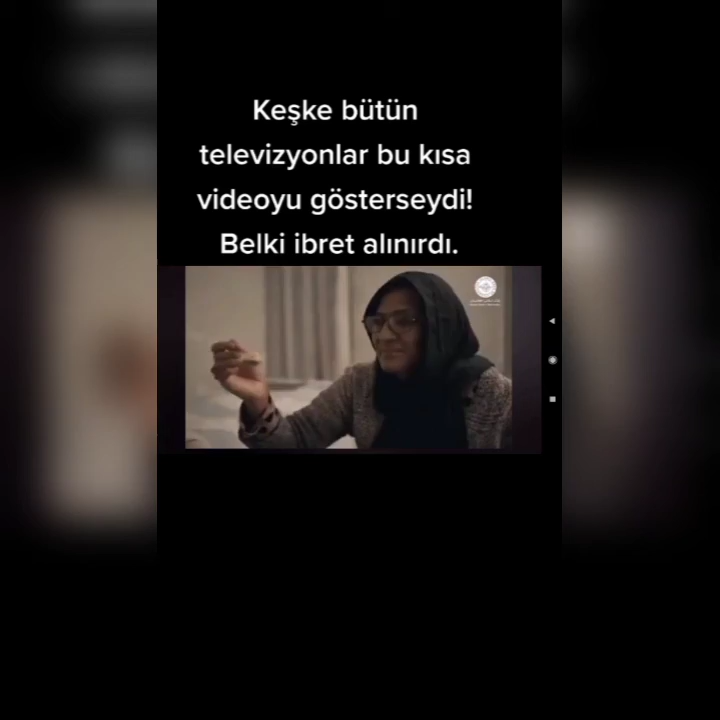 Keşke bütün
televizyonlar bu kısa
videoyu gösterseydi!
Belki ibret alınırdı.